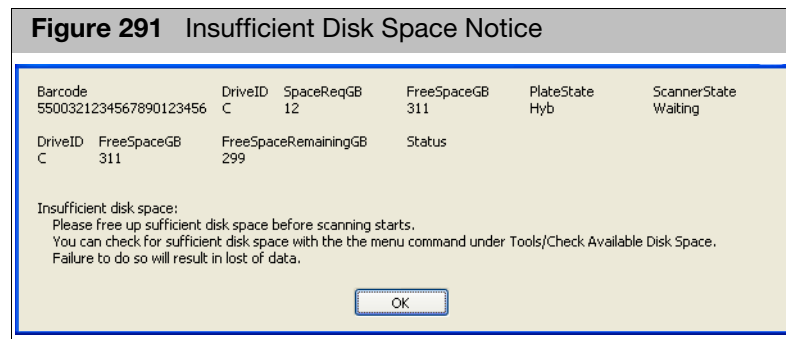 Figure 291 Insufficient Disk Space Notice
Barcode DriveID SpaceReqGB FreeSpaceGB PlateState ScannerState
5500321234567890123456 C 12 311 Hyb Waiting
DriveID FreeSpaceGB FreeSpaceRemainingGB Status
C 311 299
Insufficient disk space:
Please free up sufficient disk space before scanning starts.
You can check for sufficient disk space with the the menu command under Tools/Check Available Disk Space.
Failure to do so will result in lost of data.
OK